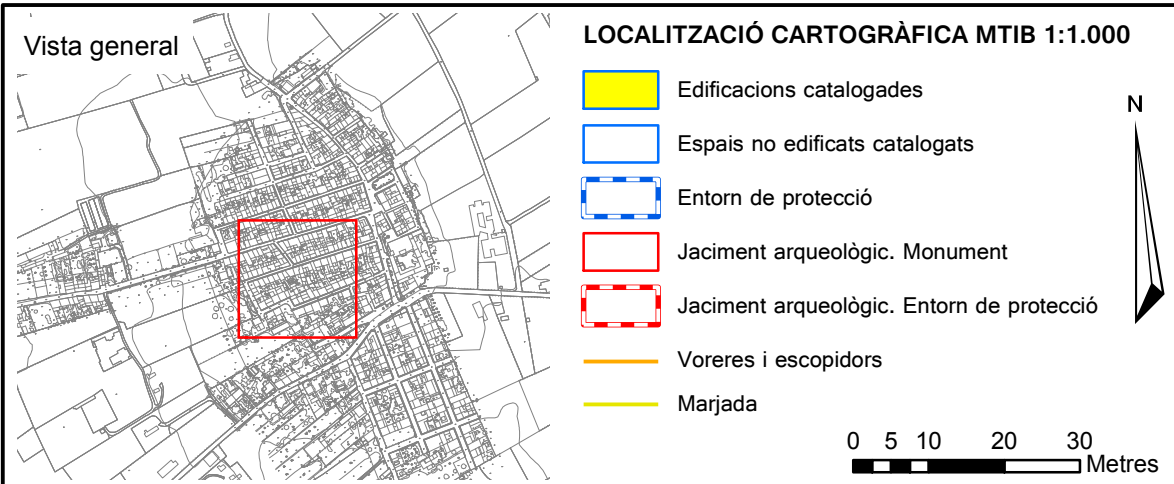 Vista general
LOCALITZACIÓ CARTOGRÀFICA MTIB 1:1.000
Edificacions catalogades
Espais no edificats catalogats
Entorn de protecció
Jaciment arqueològic. Monument
Jaciment arqueològic. Entorn de protecció
Voreres i escopidors
Marjada
N
0 5 10 20 30
Metres